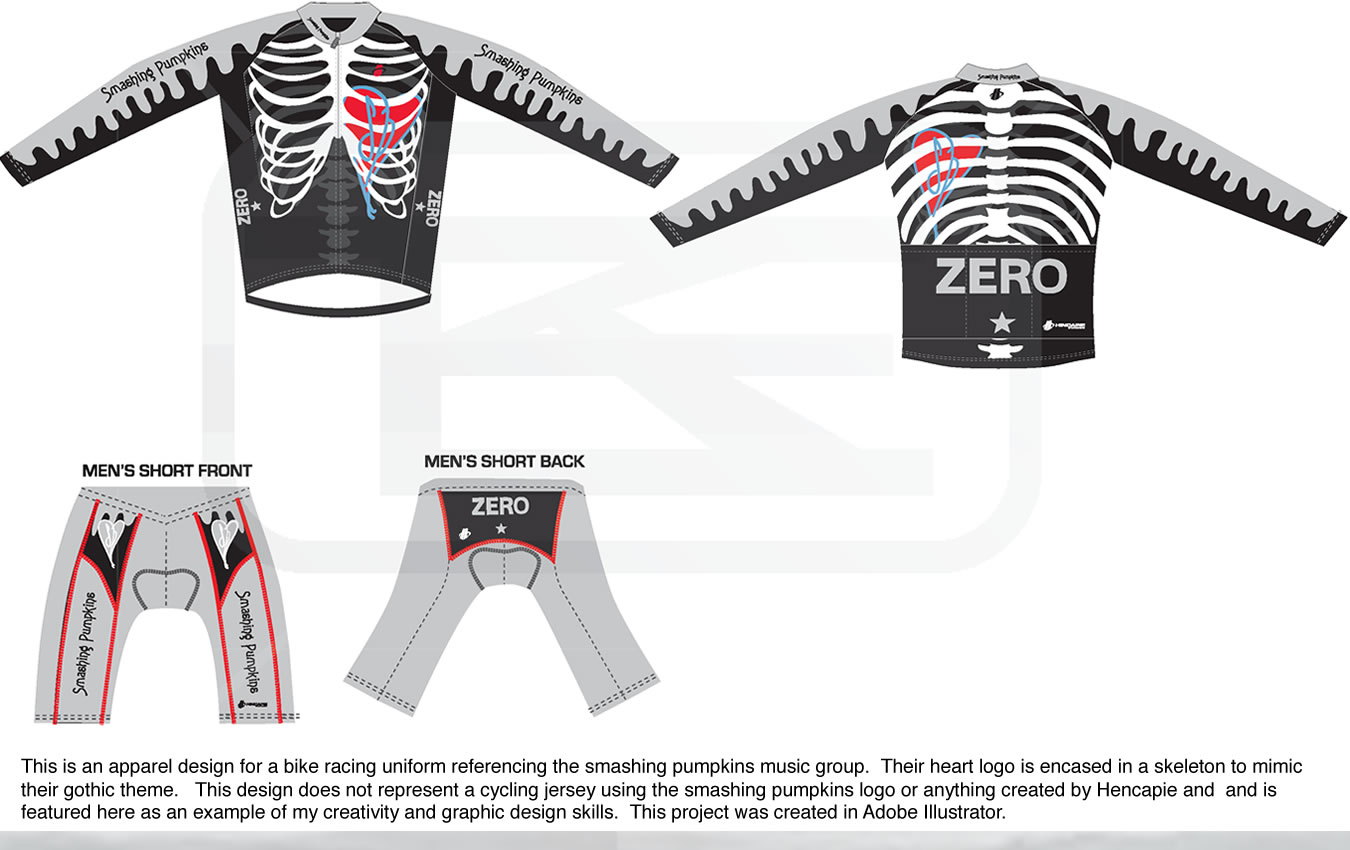 Smashing Pumpkins
Smashing Pumpkins
Smashing Pumpkins
ZERO
ZERO
ZERO
HINCAPIE
MEN'S SHORT FRONT
MEN'S SHORT BACK
ZERO
Smashing Pumpkins
Smashing Pumpkins
HINCAPIE
This is an apparel design for a bike racing uniform referencing the smashing pumpkins music group.  Their heart logo is encased in a skeleton to mimic
their gothic theme.   This design does not represent a cycling jersey using the smashing pumpkins logo or anything created by Hencapie and  and is
featured here as an example of my creativity and graphic design skills.  This project was created in Adobe Illustrator.